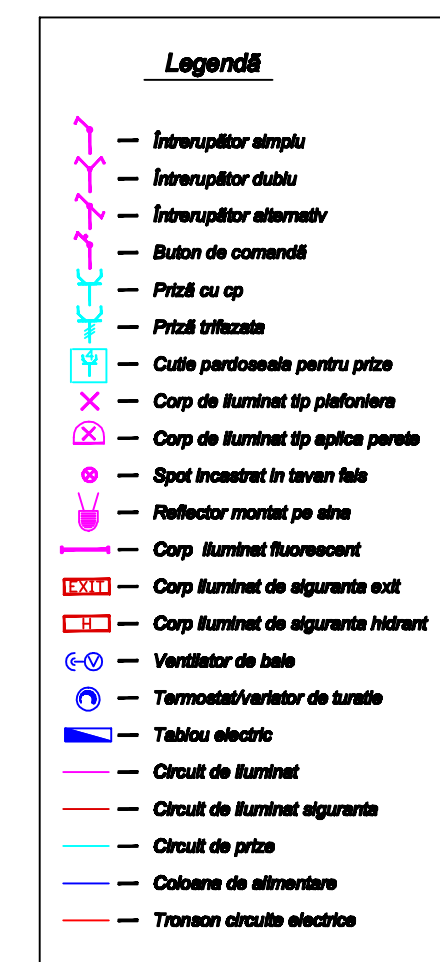 Legendă
— Întrerupător simplu
— Întrerupător dublu
— Întrerupător alternativ
— Buton de comandă
— Priză cu cp
— Priză trifazata
4 — Cutie pardoseala pentru prize
— Corp de iluminat tip plafoniera
— Corp de iluminat tip aplica perete
— Spot incastrat in tavan fals
— Reflector montat pe sina
— Corp iluminat fluorescent
EXIT — Corp iluminat de siguranta exit
H — Corp iluminat de siguranta hidrant
— Ventilator de baie
— Termostat/variator de turatie
— Tablou electric
— Circuit de iluminat
— Circuit de iluminat siguranta
— Circuit de prize
— Coloana de alimentare
— Tronson circuite electrice